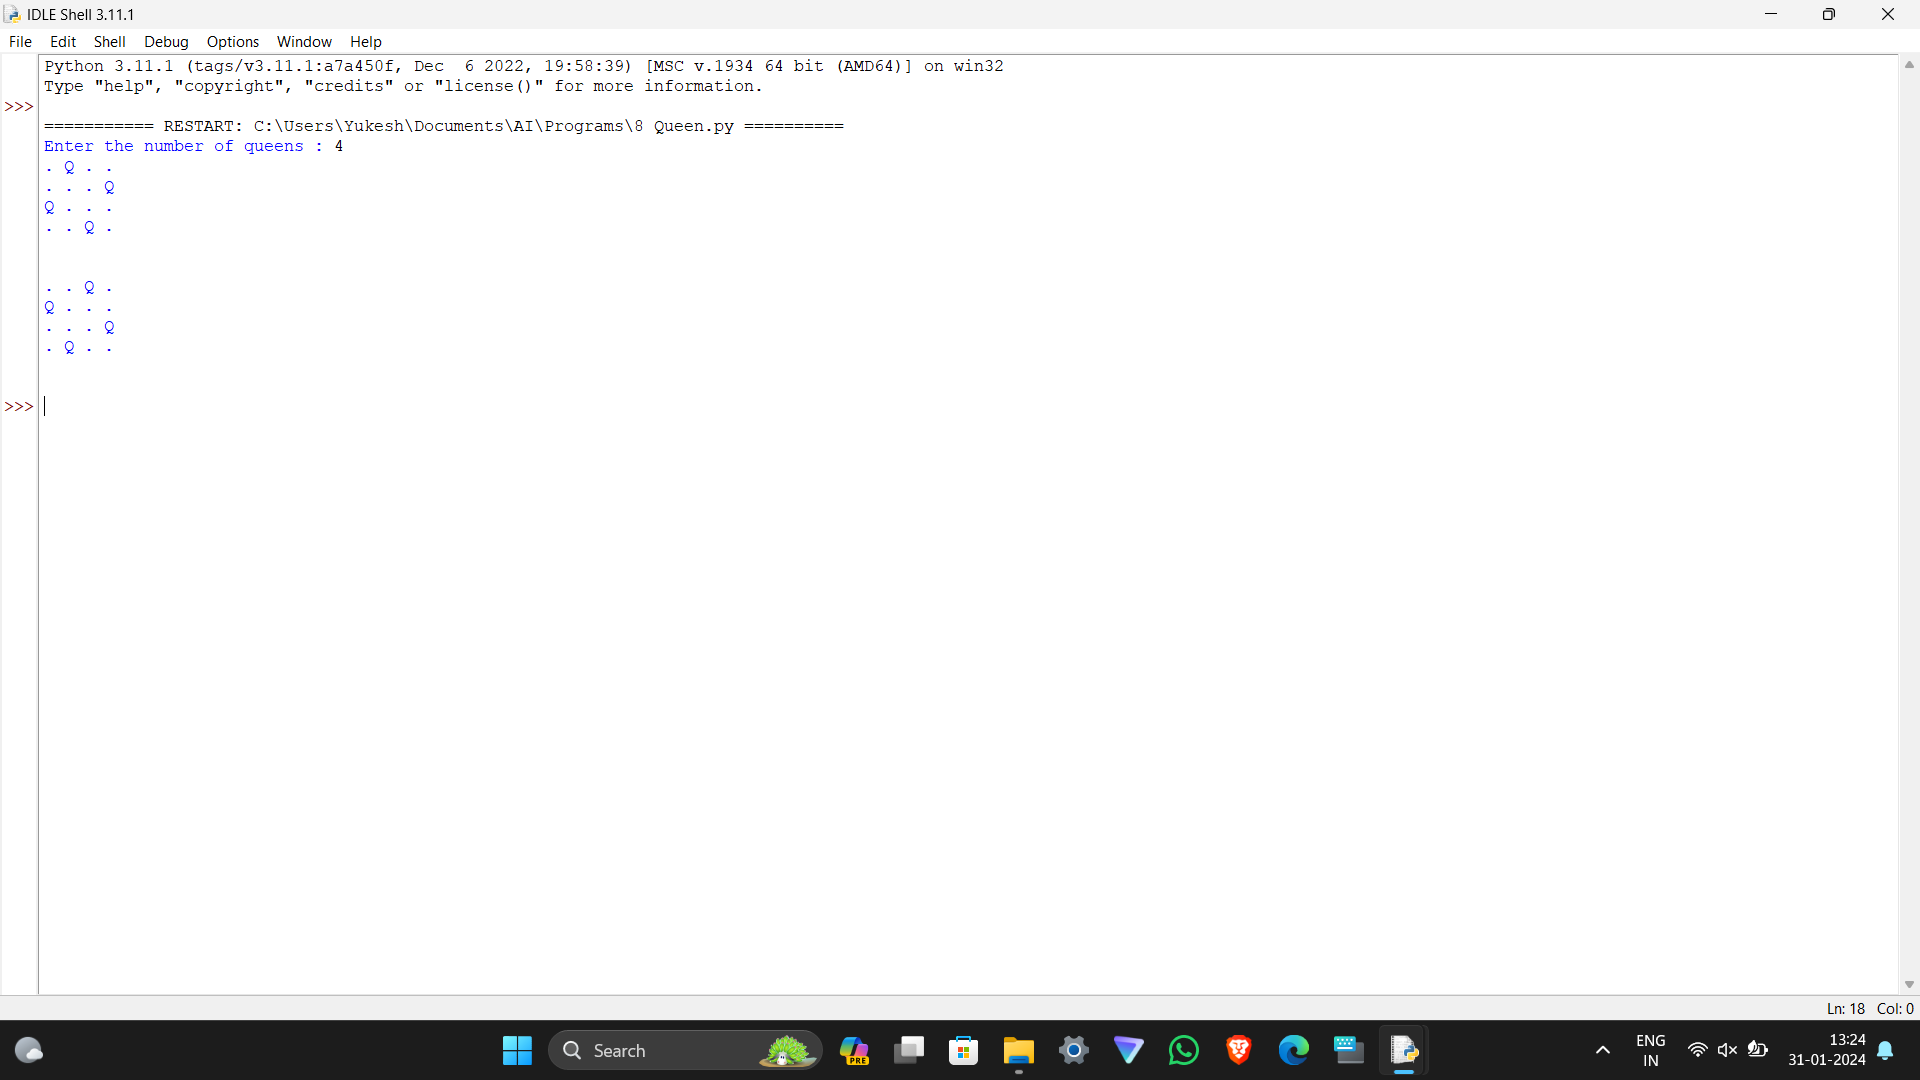 IDLE Shell 3.11.1
File Edit Shell Debug Options Window Help
Python 3.11.1 (tags/v3.11.1:a7a450f, Dec  6 2022, 19:58:39) [MSC v.1934 64 bit (AMD64)] on win32
Type "help", "copyright", "credits" or "license()" for more information.
>>>
=========== RESTART: C:\Users\Yukesh\Documents\AI\Programs\8 Queen.py ==========
Enter the number of queens : 4
. Q . .
. . . Q
Q . . .
. . Q .
. . Q .
Q . . .
. . . Q
. Q . .
>>>
Ln: 18 Col: 0
Search
PRE
ENG
IN
13:24
31-01-2024